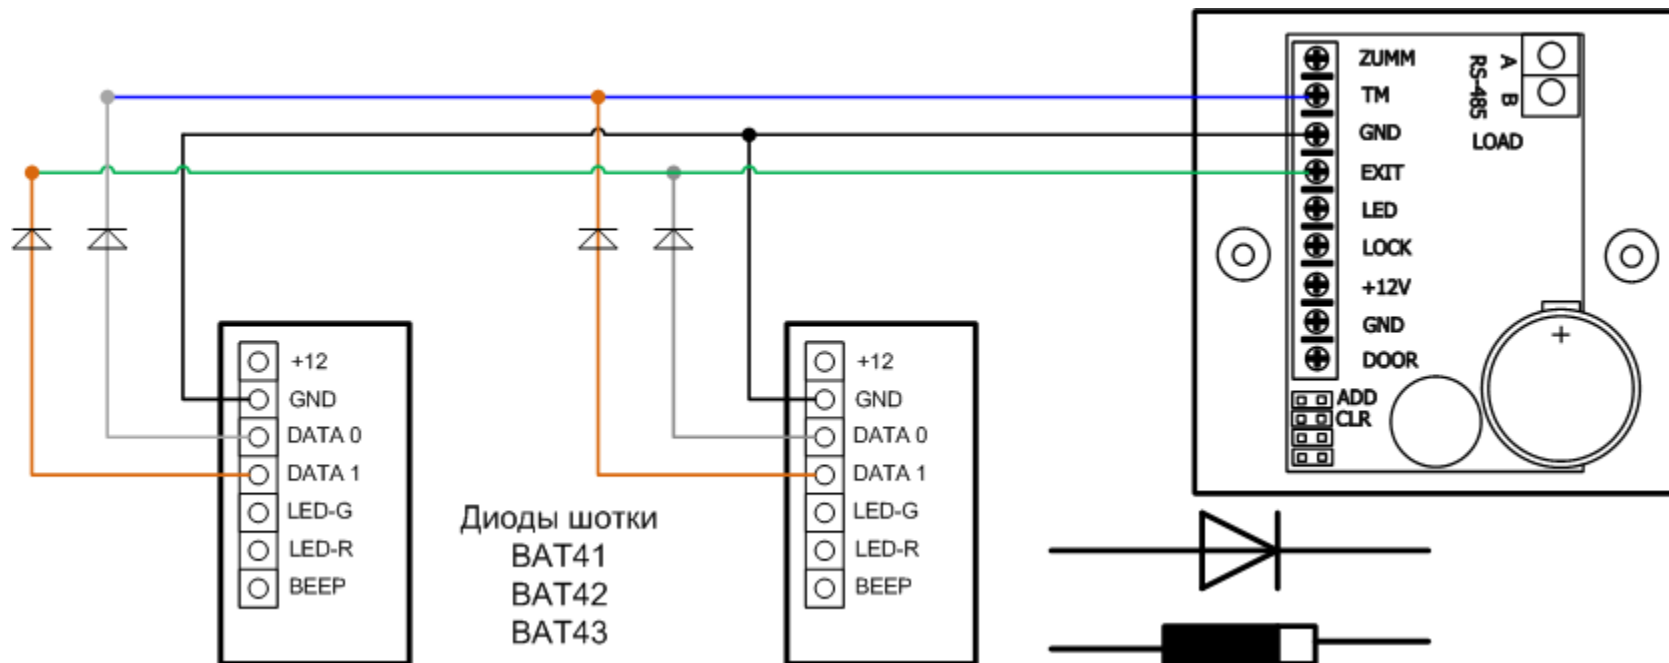 ZUMM
TM
GND
EXIT
LED
LOCK
+12V
GND
DOOR
ADD
CLR
A
B
RS-485
LOAD
+
+12
GND
DATA 0
DATA 1
LED-G
LED-R
BEEP
Диоды шотки
BAT41
BAT42
BAT43
+12
GND
DATA 0
DATA 1
LED-G
LED-R
BEEP